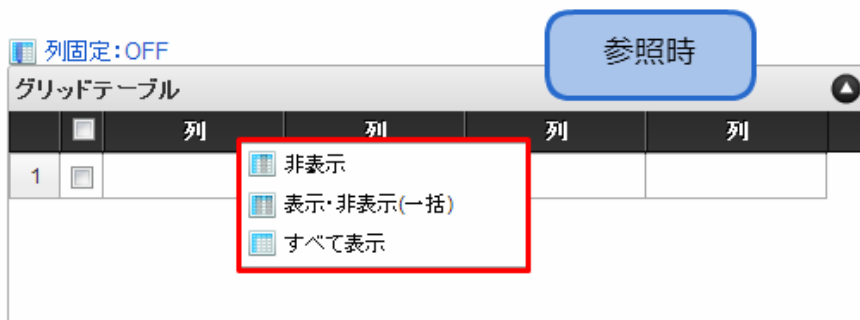 列固定:OFF
参照時
グリッドテーブル
列 列 列 列
1
非表示
表示・非表示(一括)
すべて表示